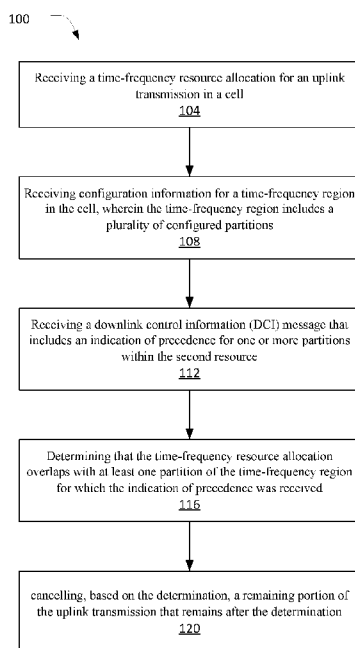 100
Receiving a time-frequency resource allocation for an uplink
transmission in a cell
104
Receiving configuration information for a time-frequency region
in the cell, wherein the time-frequency region includes a
plurality of configured partitions
108
Receiving a downlink control information (DCI) message that
includes an indication of precedence for one or more partitions
within the second resource
112
Determining that the time-frequency resource allocation
overlaps with at least one partition of the time-frequency region
for which the indication of precedence was received
116
cancelling, based on the determination, a remaining portion of
the uplink transmission that remains after the determination
120